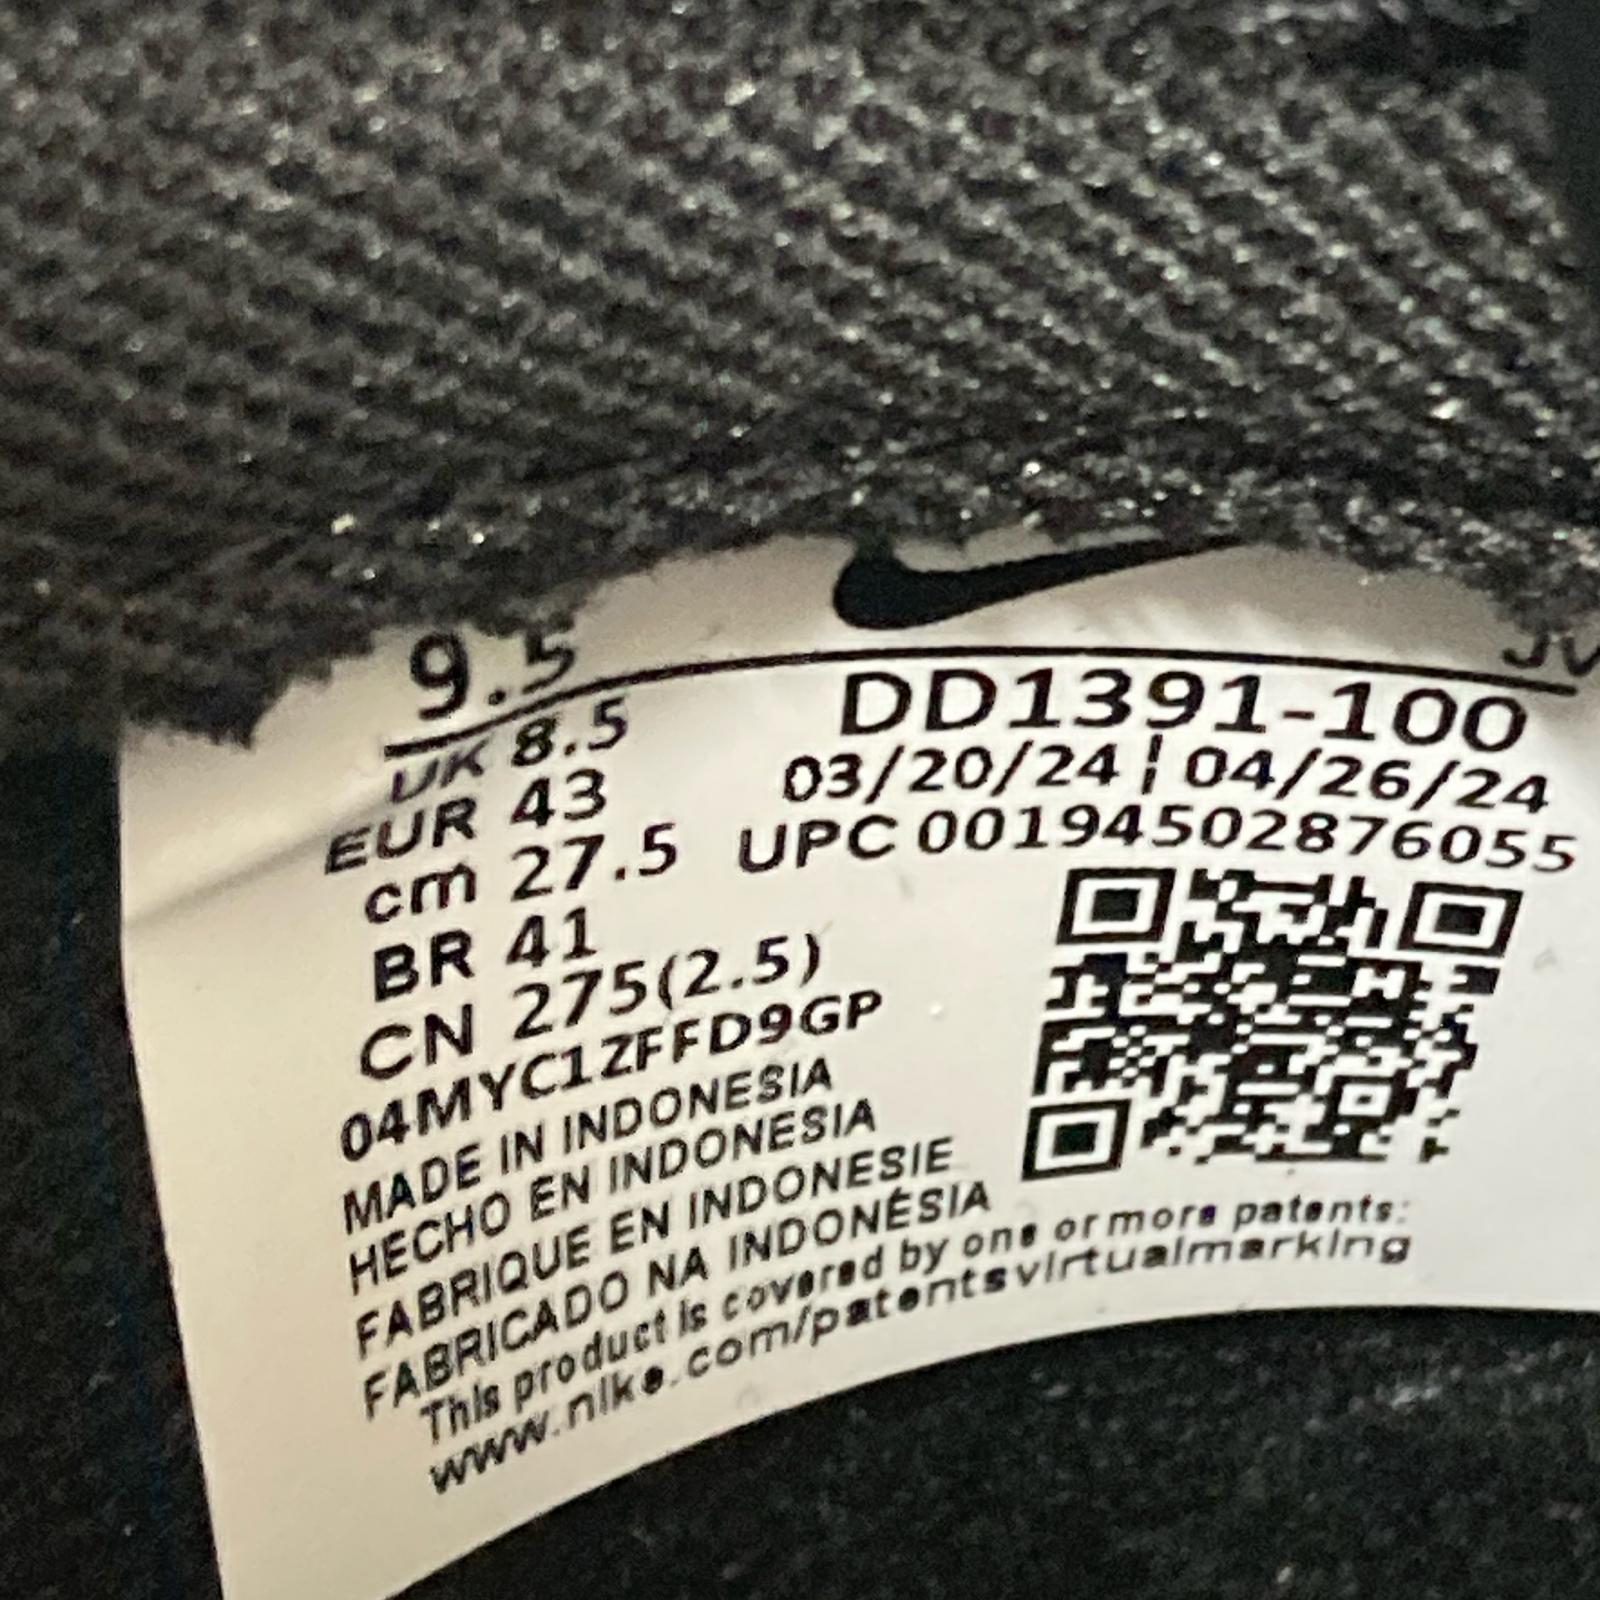 9.5
UK 8.5
EUR 43
cm 27.5
BR 41
CN 275(2.5)
04MYC1ZFFD9GP
MADE IN INDONESIA
HECHO EN INDONESIA
FABRIQUE EN INDONESIE
FABRICADO NA INDONÉSIA
This product is covered by one or more patents:
www.nike.com/patentsvirtualmarking
JV
DD1391-100
03/20/24 ¦ 04/26/24
UPC 00194502876055